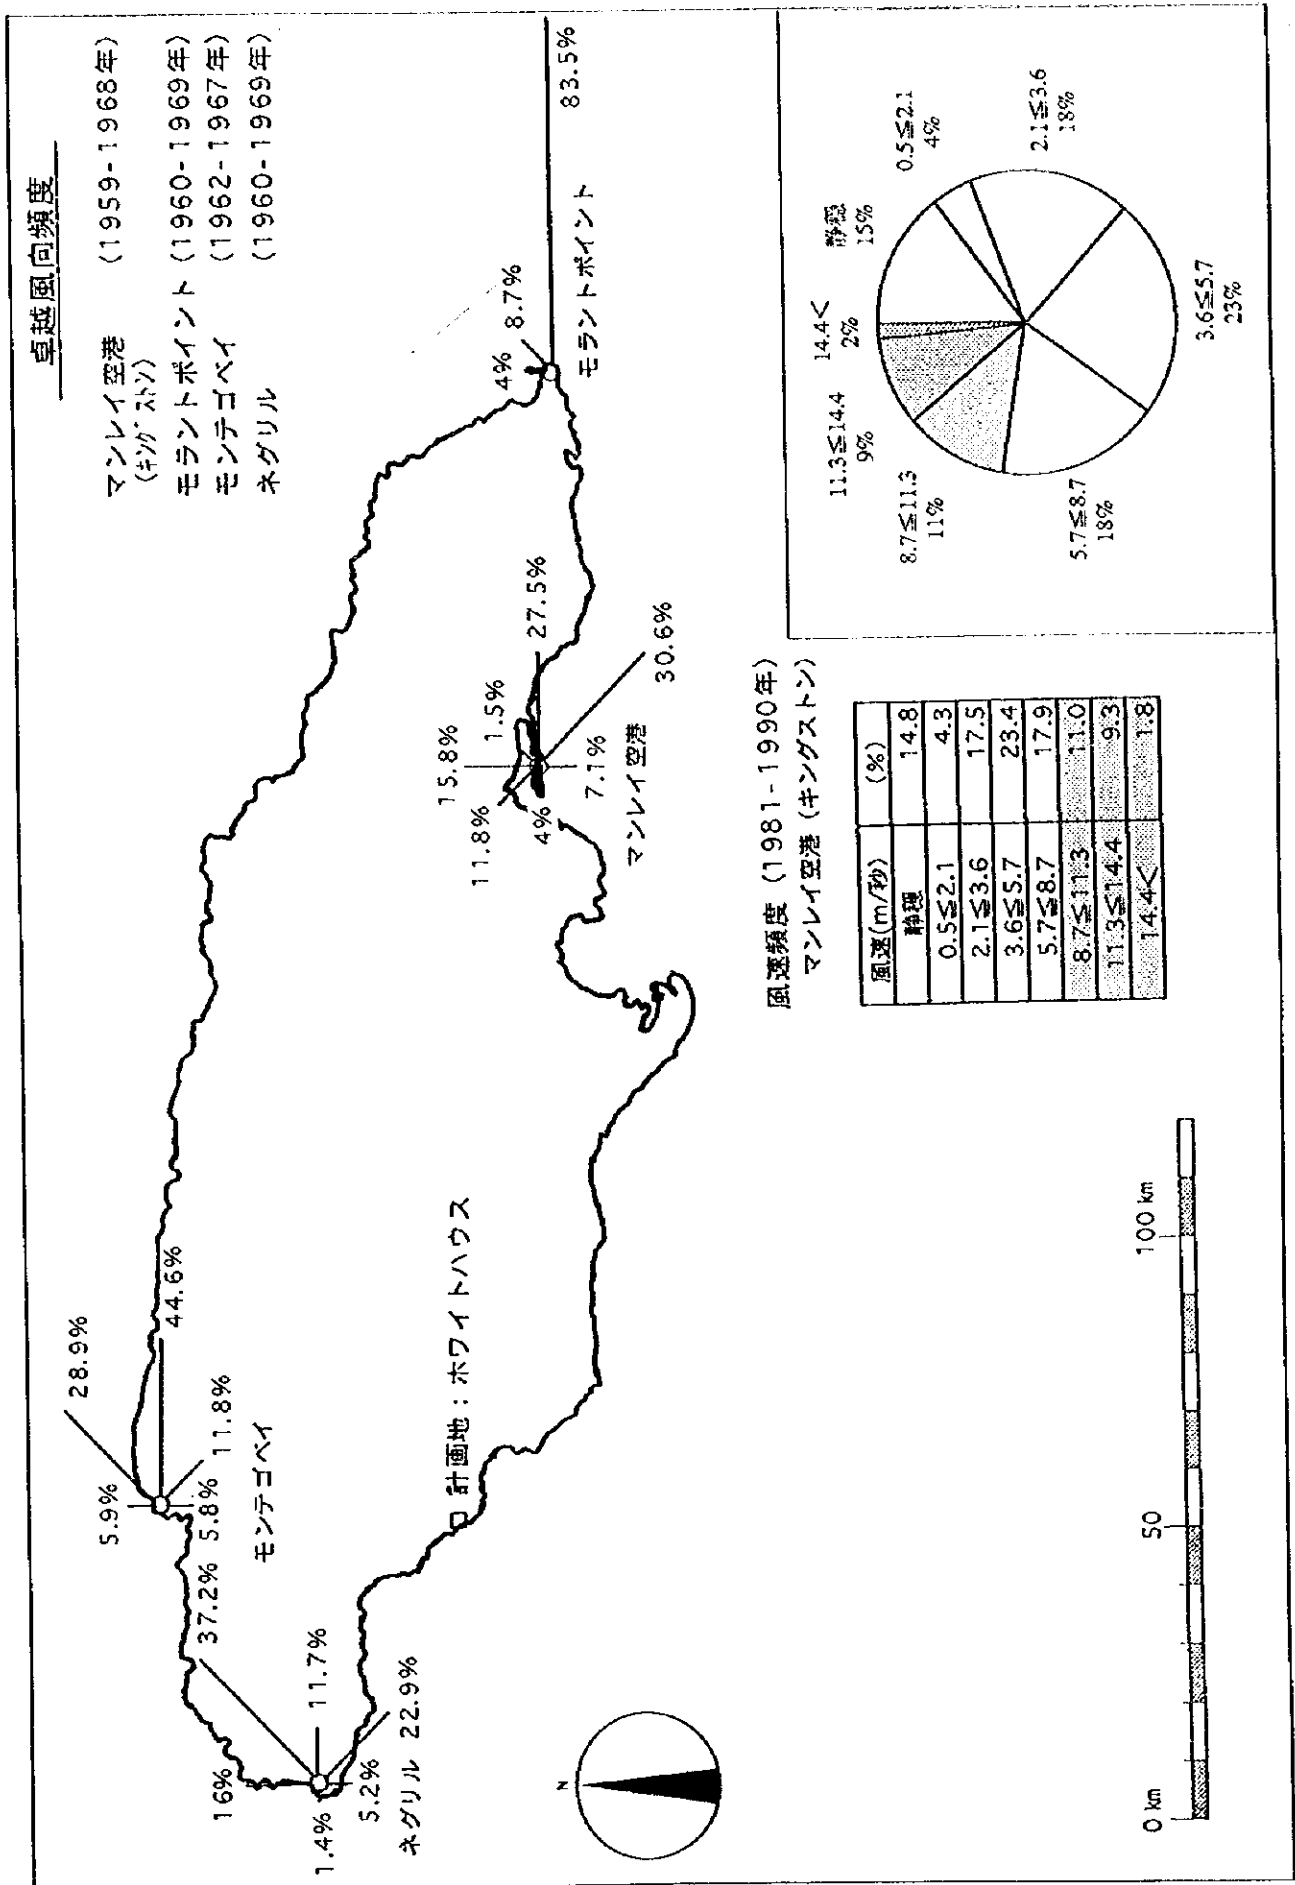 卓越風向頻度
マンレイ空港 (1959-1968年)
(キングストン)
モラントポイント (1960-1969年)
モンテゴベイ (1962-1967年)
ネグリル (1960-1969年)
28.9%
5.9%
44.6%
11.8%
5.8%
モンテゴベイ
37.2%
16%
11.7%
1.4%
5.2%
22.9%
ネグリル
計画地：ホワイトハウス
15.8%
1.5%
11.8%
27.5%
4%
7.1%
30.6%
マンレイ空港
4%
8.7%
83.5%
モラントポイント
N
風速頻度 (1981-1990年)
マンレイ空港 (キングストン)
風速(m/秒) (%)
静穏 14.8
0.5≦2.1 4.3
2.1≦3.6 17.5
3.6≦5.7 23.4
5.7≦8.7 17.9
8.7≦11.3 11.0
11.3≦14.4 9.3
14.4< 1.8
14.4<
2%
静穏
15%
0.5≦2.1
4%
2.1≦3.6
18%
3.6≦5.7
23%
5.7≦8.7
18%
8.7≦11.3
11%
11.3≦14.4
9%
0 km
50
100 km